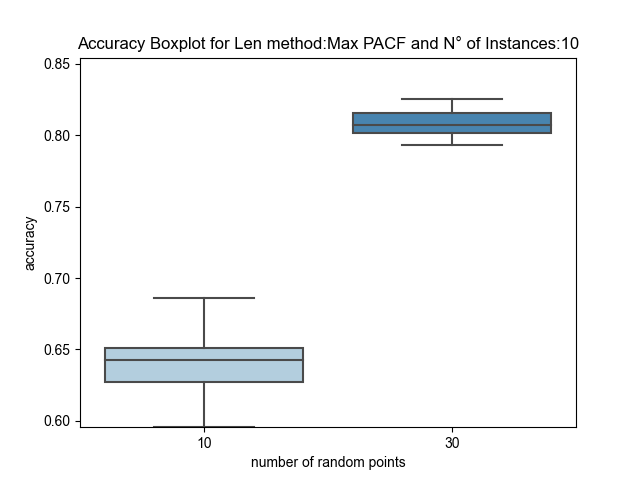 Accuracy Boxplot for Len method:Max PACF and N° of Instances:10
0.85
0.80
0.75
0.70
0.65
0.60
accuracy
10
30
number of random points